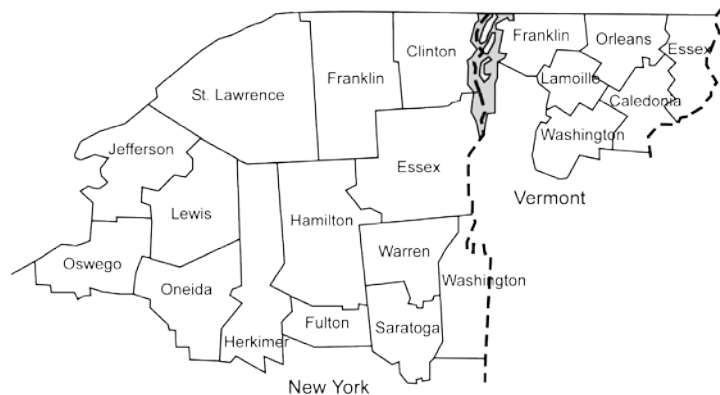 Clinton
Franklin
Orleans
Essex
St. Lawrence
Franklin
Lamoille
Caledonia
Washington
Jefferson
Essex
Vermont
Lewis
Hamilton
Oswego
Warren
Washington
Oneida
Fulton
Saratoga
Herkimer
New York